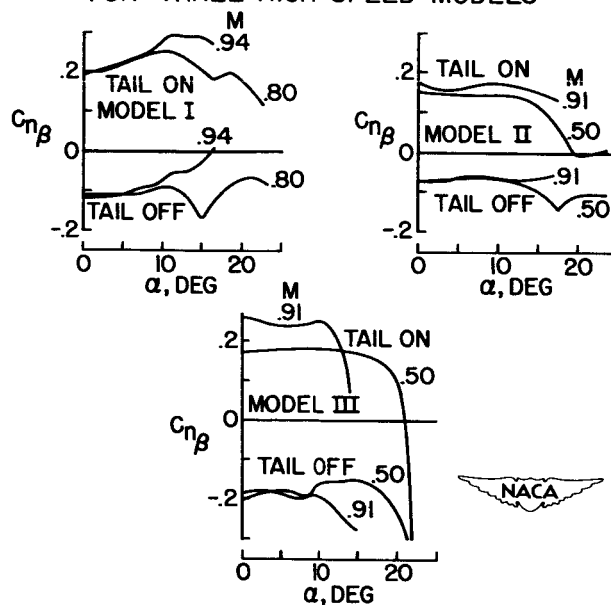 FOR THREE HIGH SPEED MODELS
M
.94
.2
TAIL ON
MODEL I
.80
Cnβ
.94
0
.80
TAIL OFF
-.2
0 10 20
α, DEG
TAIL ON
M
.2
.91
.50
Cnβ
MODEL II
0
.91
TAIL OFF
.50
-.2
0 10 20
α, DEG
M
.91
.2
TAIL ON
.50
MODEL III
Cnβ
0
TAIL OFF
.50
-.2
.91
0 10 20
α, DEG
NACA